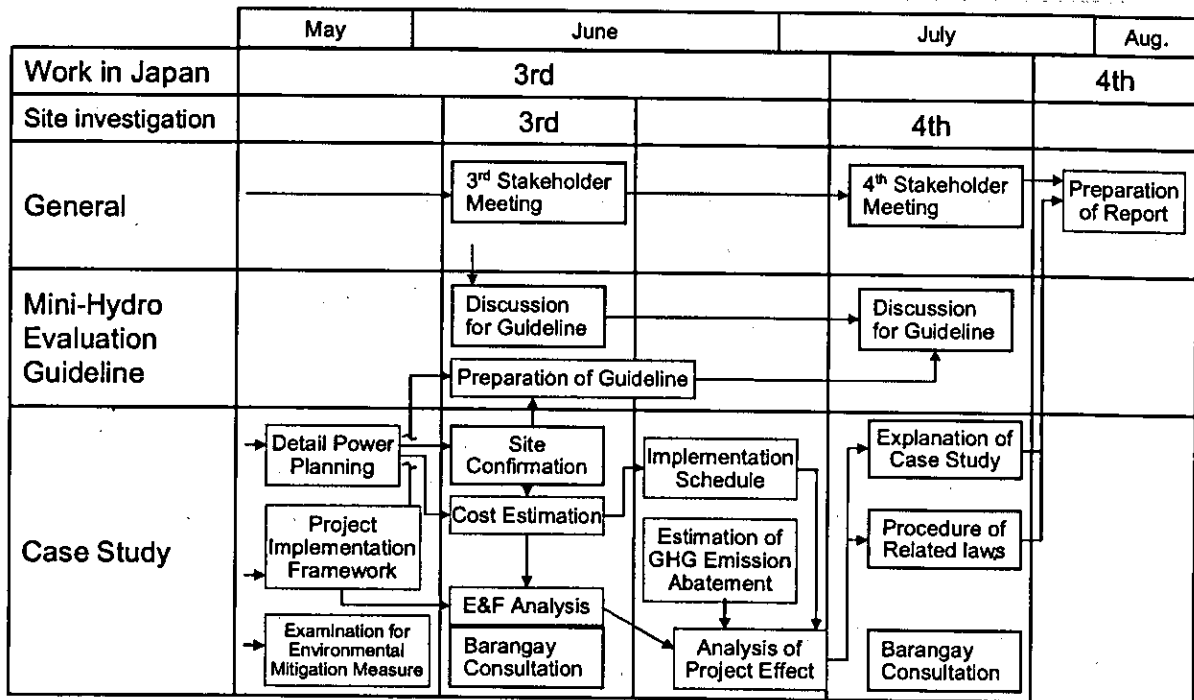 May
June
July
Aug.
Work in Japan
3rd
4th
Site investigation
3rd
4th
General
3rd Stakeholder
Meeting
4th Stakeholder
Meeting
Preparation
of Report
Mini-Hydro
Evaluation
Guideline
Discussion
for Guideline
Discussion
for Guideline
Preparation of Guideline
Case Study
Detail Power
Planning
Site
Confirmation
Implementation
Schedule
Explanation of
Case Study
Cost Estimation
Project
Implementation
Framework
Estimation of
GHG Emission
Abatement
Procedure of
Related laws
E&F Analysis
Examination for
Environmental
Mitigation Measure
Barangay
Consultation
Analysis of
Project Effect
Barangay
Consultation